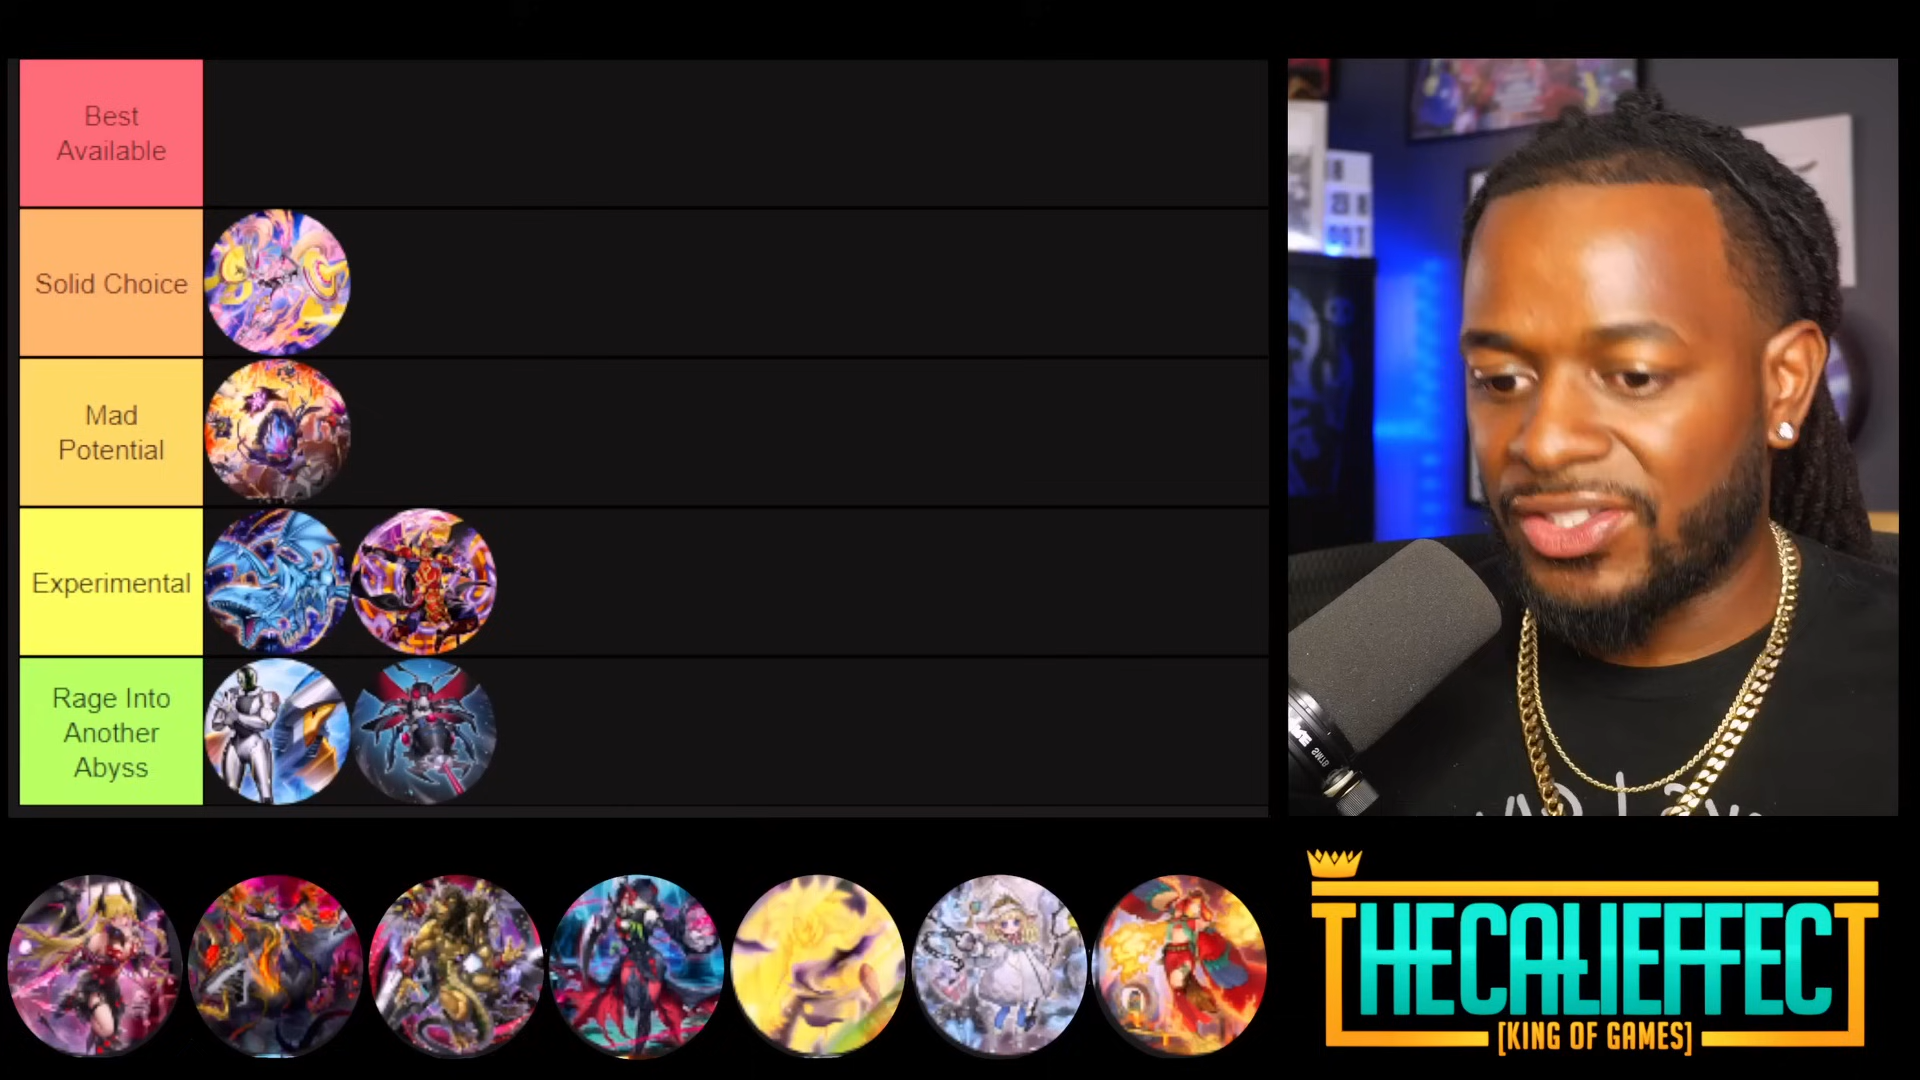 Best
Available
Solid Choice
Mad
Potential
Experimental
Rage Into
Another
Abyss
THECALIEFFECT
[KING OF GAMES]